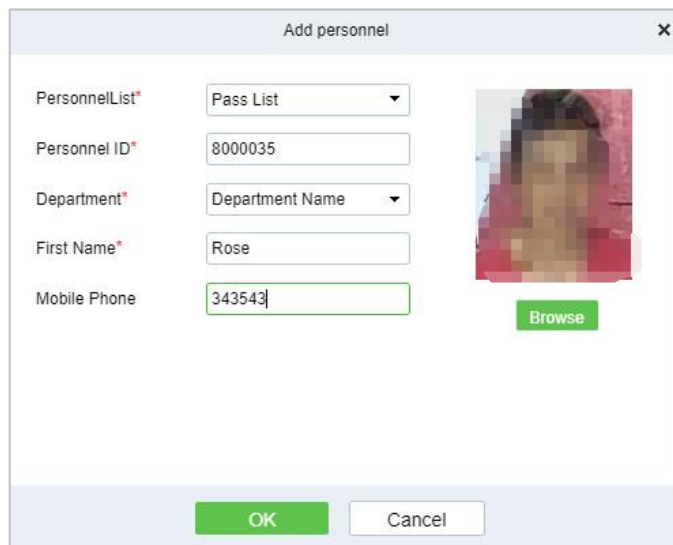 Add personnel
PersonnelList* Pass List
Personnel ID* 8000035
Department* Department Name
First Name* Rose
Mobile Phone 343543
Browse
OK Cancel